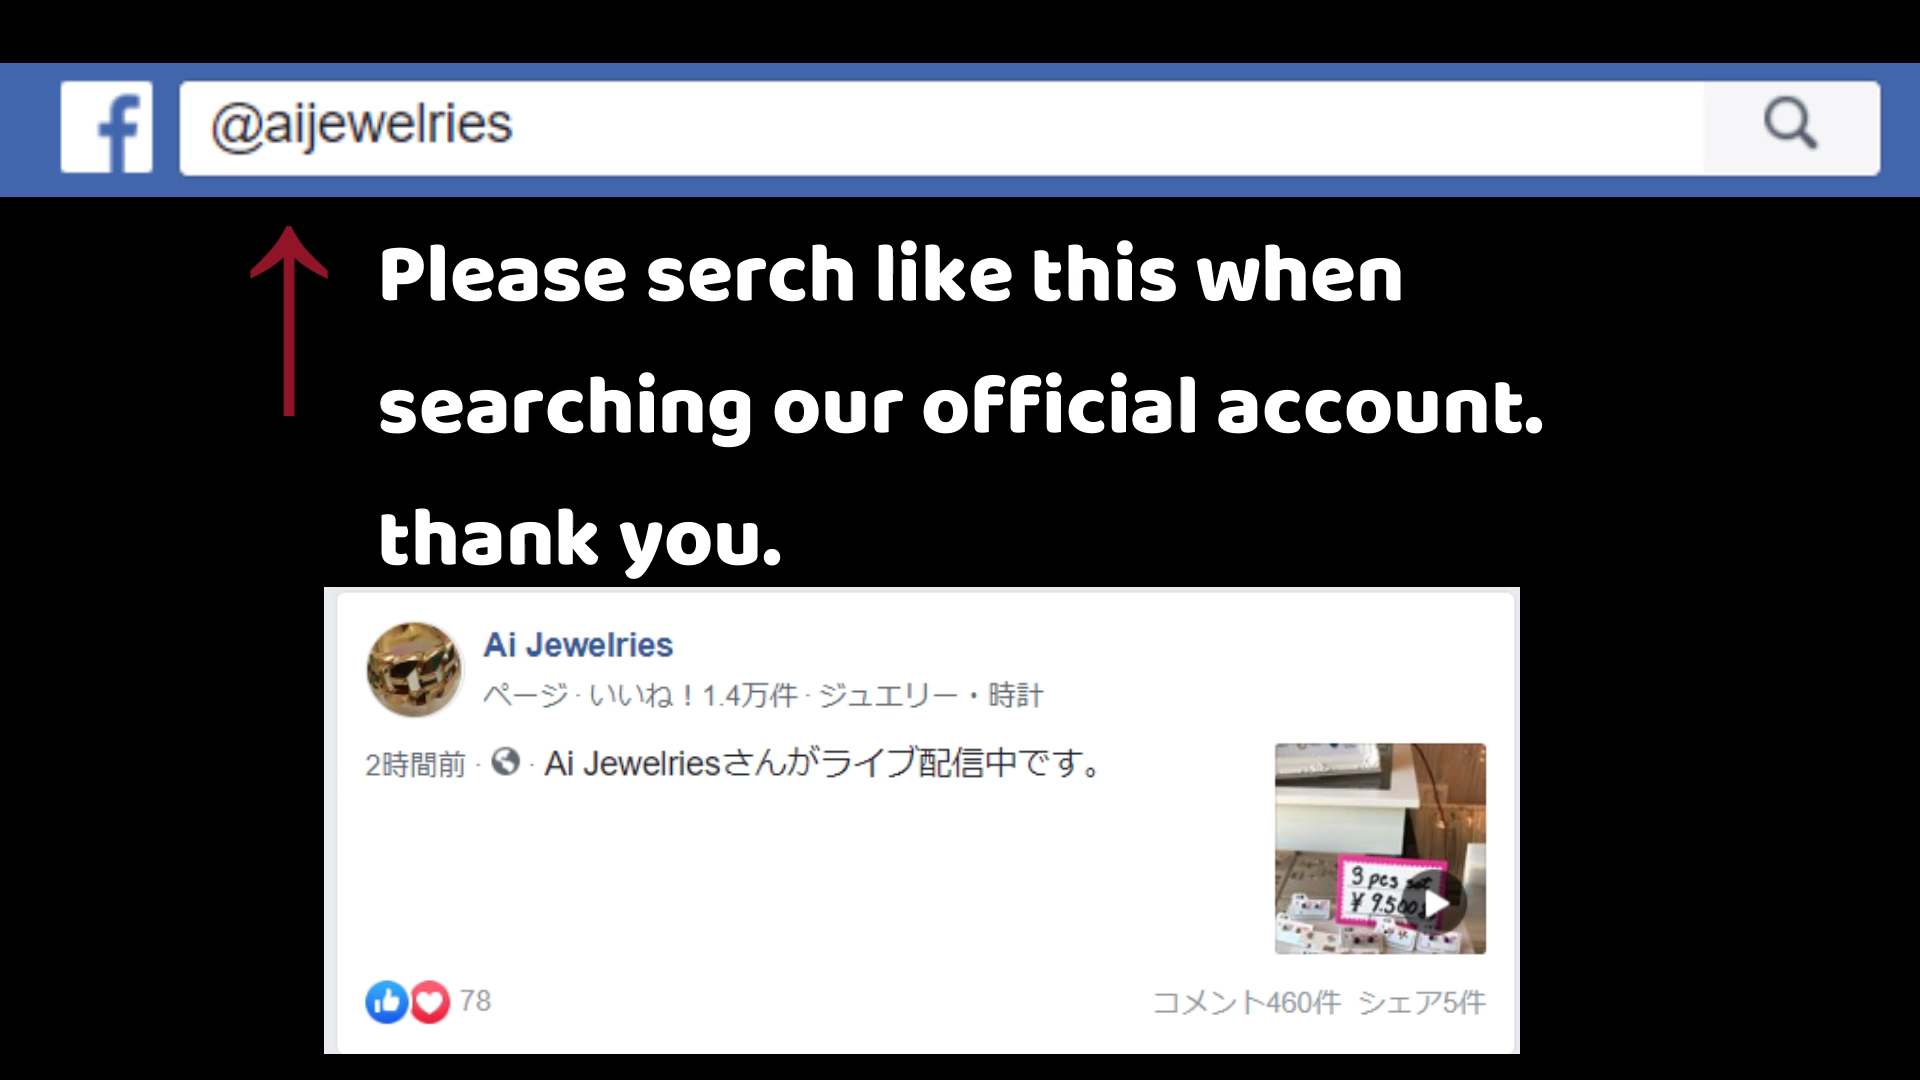 f
@aijewelries
Please serch like this when
searching our official account.
thank you.
Ai Jewelries
ページ · いいね！1.4万件 · ジュエリー・時計
2時間前 · Ai Jewelriesさんがライブ配信中です。
3 pcs set
¥ 9.500
78
コメント460件 シェア5件